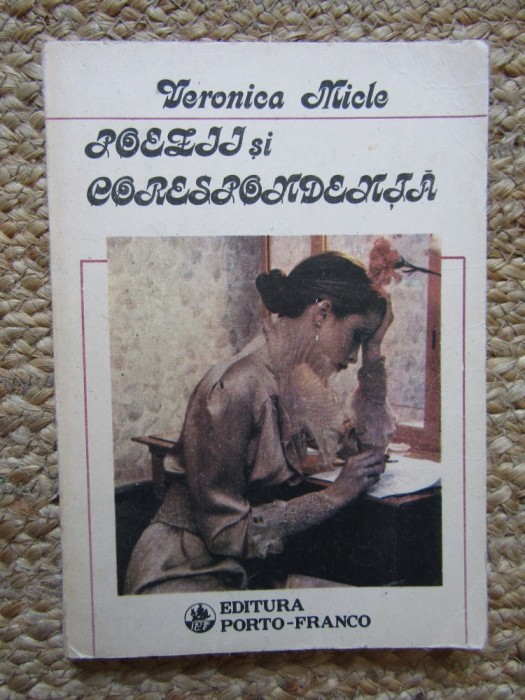 Veronica Micle
POEZII și
CORESPONDENȚĂ
EDITURA
PORTO-FRANCO